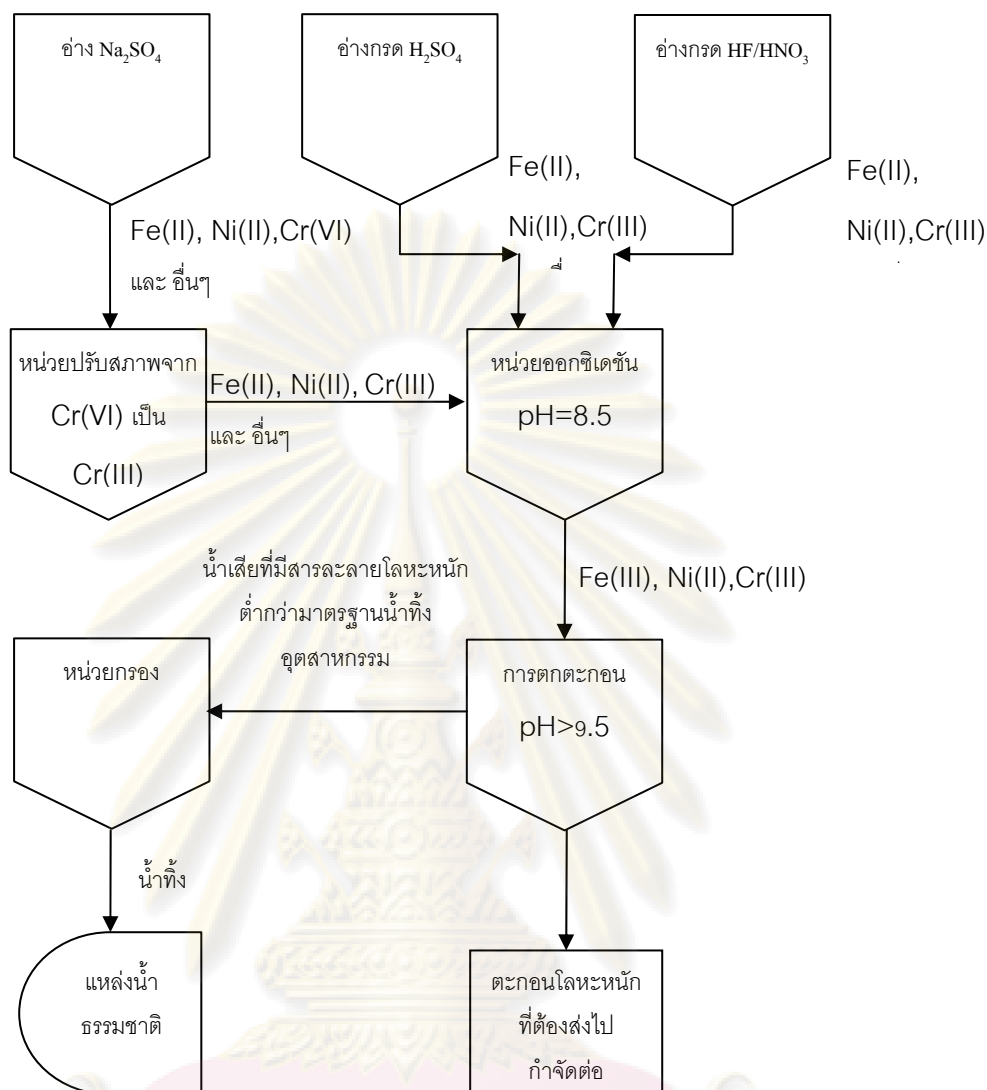 อ่าง Na₂SO₄
อ่างกรด H₂SO₄
อ่างกรด HF/HNO₃
Fe(II), Ni(II),Cr(VI)
และ อื่นๆ
Fe(II),
Ni(II),Cr(III)
Fe(II),
Ni(II),Cr(III)
หน่วยปรับสภาพจาก
Cr(VI) เป็น
Cr(III)
Fe(II), Ni(II), Cr(III)
และ อื่นๆ
หน่วยออกซิเดชัน
pH=8.5
Fe(III), Ni(II),Cr(III)
น้ำเสียที่มีสารละลายโลหะหนัก
ต่ำกว่ามาตรฐานน้ำทิ้ง
อุตสาหกรรม
หน่วยกรอง
การตกตะกอน
pH>9.5
น้ำทิ้ง
แหล่งน้ำ
ธรรมชาติ
ตะกอนโลหะหนัก
ที่ต้องส่งไป
กำจัดต่อ